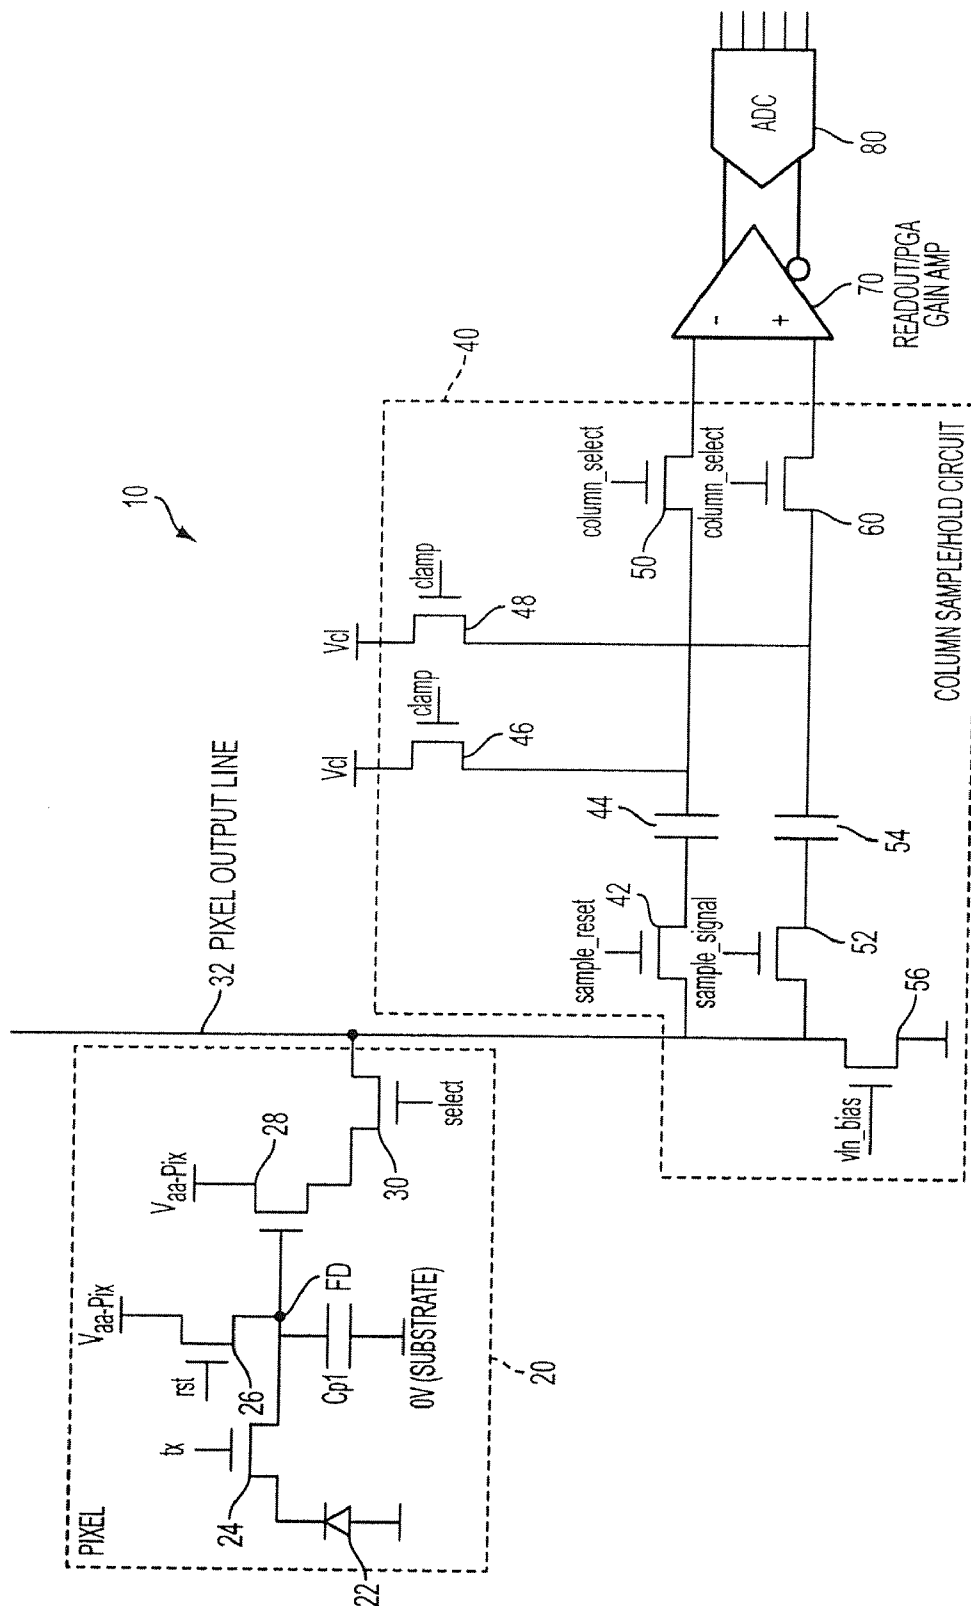 10
PIXEL
tx
rst
Vaa-Pix
Vaa-Pix
22
24
26
Cp1
FD
0V (SUBSTRATE)
28
30
select
20
32 PIXEL OUTPUT LINE
Vcl
Vcl
clamp
clamp
46
48
40
sample_reset
42
44
column_select
50
sample_signal
52
54
column_select
60
vln_bias
56
COLUMN SAMPLE/HOLD CIRCUIT
-
+
70
READOUT/PGA
GAIN AMP
ADC
80